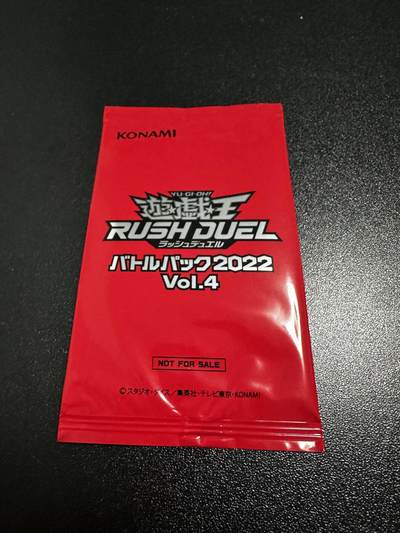 KONAMI
YU-GI-OH!
遊☆戯☆王
RUSH DUEL
ラッシュデュエル
バトルパック2022
Vol.4
NOT FOR SALE
©スタジオ・ダイス/集英社・テレビ東京・KONAMI